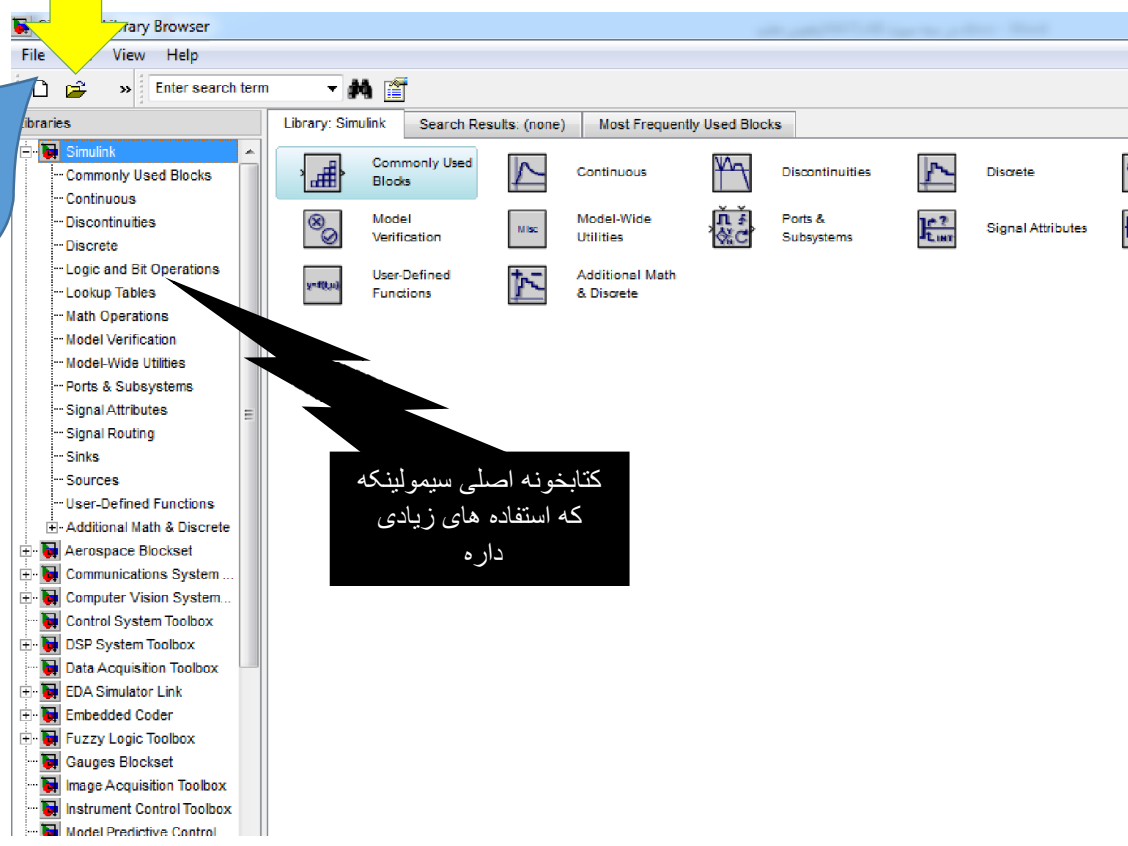 rary Browser
File View Help
» Enter search term
ibraries
Library: Simulink Search Results: (none) Most Frequently Used Blocks
Simulink
Commonly Used Blocks
Continuous
Discontinuities
Discrete
Logic and Bit Operations
Lookup Tables
Math Operations
Model Verification
Model-Wide Utilities
Ports & Subsystems
Signal Attributes
Signal Routing
Sinks
Sources
User-Defined Functions
Additional Math & Discrete
Aerospace Blockset
Communications System ...
Computer Vision System...
Control System Toolbox
DSP System Toolbox
Data Acquisition Toolbox
EDA Simulator Link
Embedded Coder
Fuzzy Logic Toolbox
Gauges Blockset
Image Acquisition Toolbox
Instrument Control Toolbox
Model Predictive Control
Commonly Used
Blocks
Continuous
Discontinuities
Discrete
Model
Verification
Misc
Model-Wide
Utilities
Ports &
Subsystems
Signal Attributes
y=f(t,u)
User-Defined
Functions
Additional Math
& Discrete
کتابخونه اصلی سیمولینکه
که استفاده های زیادی
داره